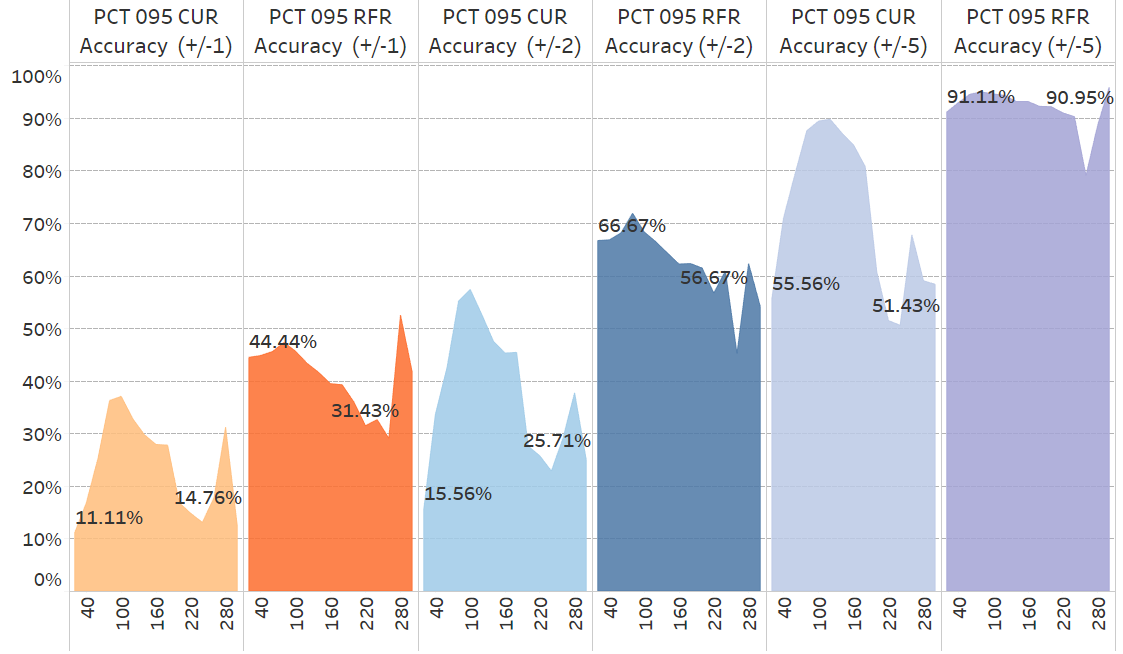 PCT 095 CUR
Accuracy (+/-1)
PCT 095 RFR
Accuracy (+/-1)
PCT 095 CUR
Accuracy (+/-2)
PCT 095 RFR
Accuracy (+/-2)
PCT 095 CUR
Accuracy (+/-5)
PCT 095 RFR
Accuracy (+/-5)
100%
90%
80%
70%
60%
50%
40%
30%
20%
10%
0%
11.11%
14.76%
44.44%
31.43%
15.56%
25.71%
66.67%
56.67%
55.56%
51.43%
91.11%
90.95%
40 100 160 220 280
40 100 160 220 280
40 100 160 220 280
40 100 160 220 280
40 100 160 220 280
40 100 160 220 280